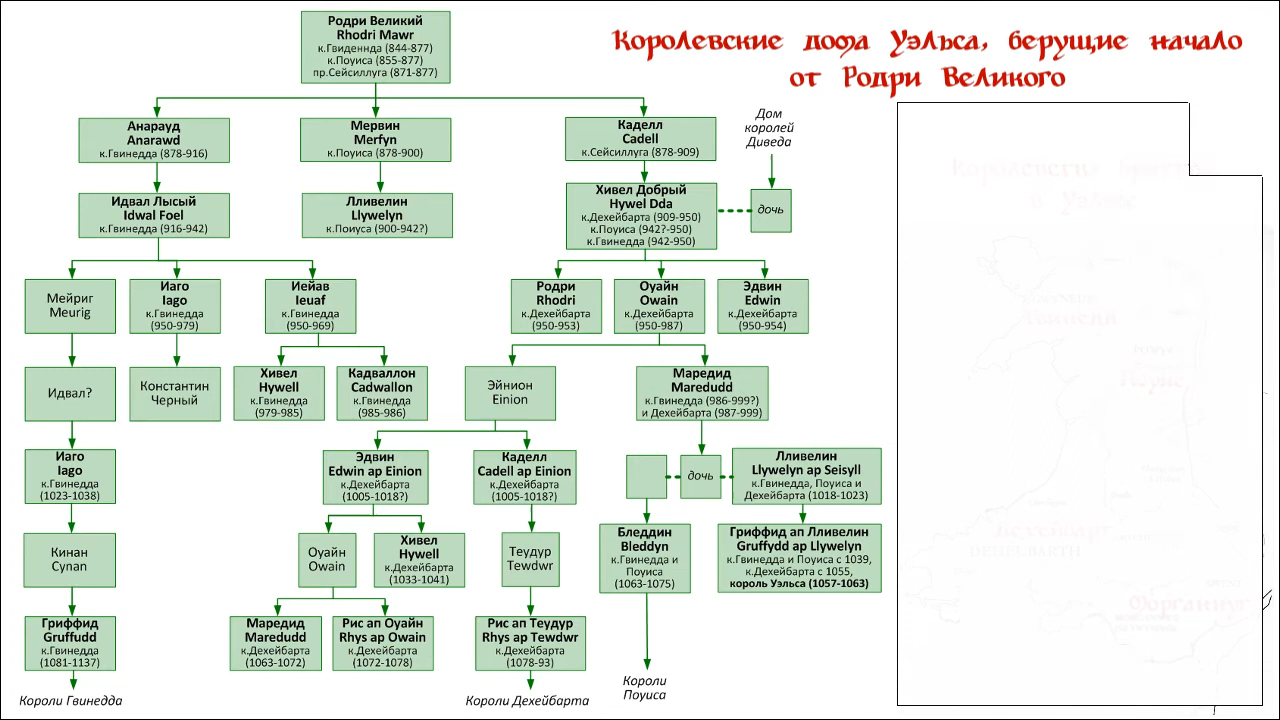 Королевские дома Уэльса, берущие начало
от Родри Великого
Родри Великий
Rhodri Mawr
к.Гвиденнда (844-877)
к.Поуиса (855-877)
пр.Сейсиллуга (871-877)
Анарауд
Anarawd
к.Гвинедда (878-916)
Мервин
Merfyn
к.Поуиса (878-900)
Каделл
Cadell
к.Сейсиллуга (878-909)
Дом
королей
Диведа
Идвал Лысый
Idwal Foel
к.Гвинедда (916-942)
Лливелин
Llywelyn
к.Поиуса (900-942?)
Хивел Добрый
Hywel Dda
к.Дехейбарта (909-950)
к.Поуиса (942?-950)
к.Гвинедда (942-950)
дочь
Мейриг
Meurig
Иаго
Iago
к.Гвинедда
(950-979)
Иейав
Ieuaf
к.Гвинедда
(950-969)
Родри
Rhodri
к.Дехейбарта
(950-953)
Оуайн
Owain
к.Дехейбарта
(950-987)
Эдвин
Edwin
к.Дехейбарта
(950-954)
Идвал?
Константин
Черный
Хивел
Hywell
к.Гвинедда
(979-985)
Кадваллон
Cadwallon
к.Гвинедда
(985-986)
Эйнион
Einion
Маредид
Maredudd
к.Гвинедда (986-999?)
и Дехейбарта (987-999)
Иаго
Iago
к.Гвинедда
(1023-1038)
Эдвин
Edwin ap Einion
к.Дехейбарта
(1005-1018?)
Каделл
Cadell ap Einion
к.Дехейбарта
(1005-1018?)
дочь
Лливелин
Llywelyn ap Seisyll
к.Гвинедда, Поуиса и
Дехейбарта (1018-1023)
Кинан
Cynan
Оуайн
Owain
Хивел
Hywell
к.Дехейбарта
(1033-1041)
Теудур
Tewdwr
Бледдин
Bleddyn
к.Гвинедда и
Поуиса
(1063-1075)
Гриффид ап Лливелин
Gruffydd ap Llywelyn
к.Гвинедда и Поуиса с 1039,
к.Дехейбарта с 1055,
король Уэльса (1057-1063)
Гриффид
Gruffudd
к.Гвинедда
(1081-1137)
Маредид
Maredudd
к.Дехейбарта
(1063-1072)
Рис ап Оуайн
Rhys ap Owain
к.Дехейбарта
(1072-1078)
Рис ап Теудур
Rhys ap Tewdwr
к.Дехейбарта
(1078-93)
Короли Гвинедда
Короли Дехейбарта
Короли
Поуиса